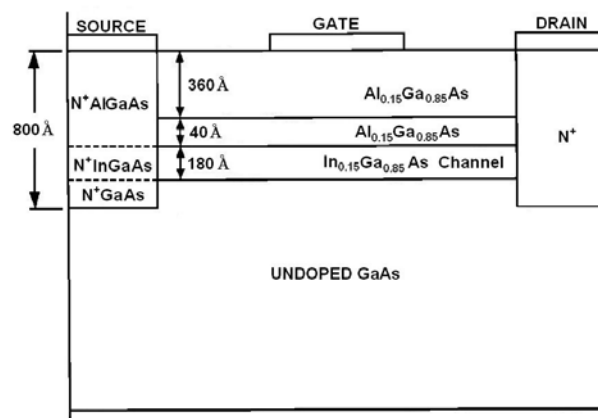 SOURCE GATE DRAIN
360 Å
N⁺AlGaAs Al₀.₁₅Ga₀.₈₅As
800 Å 40 Å Al₀.₁₅Ga₀.₈₅As N⁺
N⁺InGaAs 180 Å In₀.₁₅Ga₀.₈₅As Channel
N⁺GaAs
UNDOPED GaAs